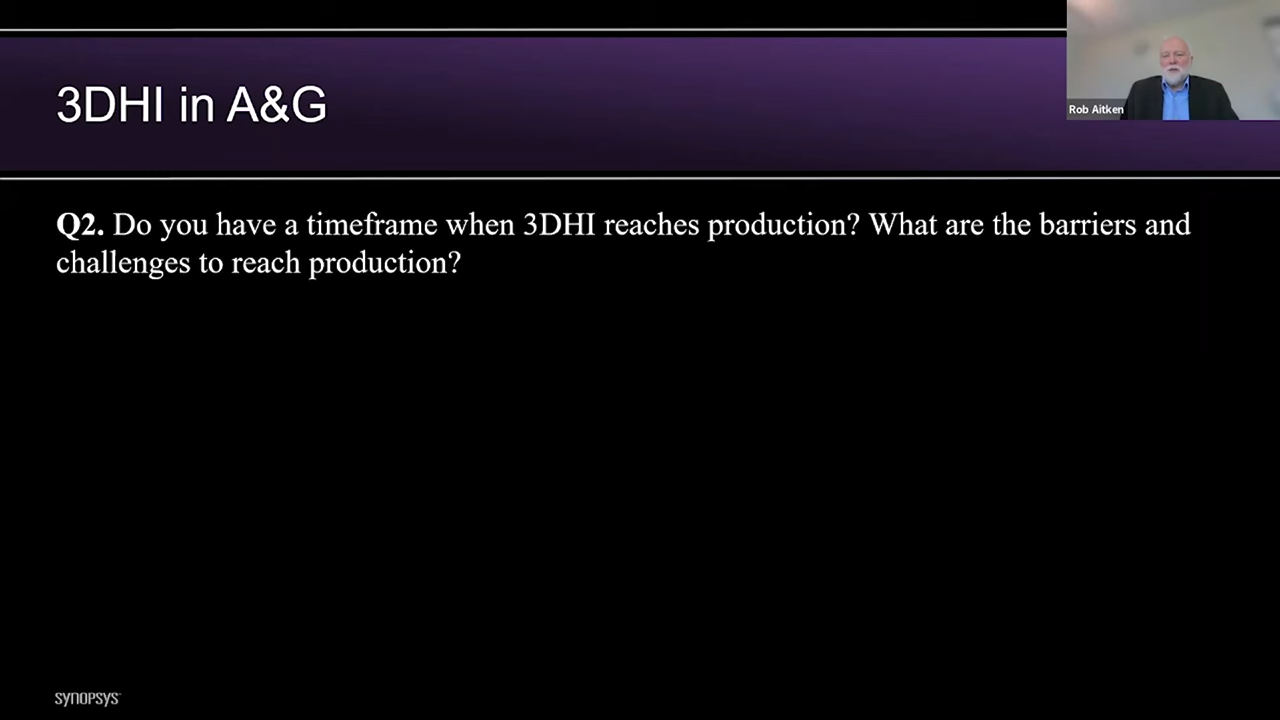 3DHI in A&G
Rob Aitken
Q2. Do you have a timeframe when 3DHI reaches production? What are the barriers and
challenges to reach production?
SYNOPSYS